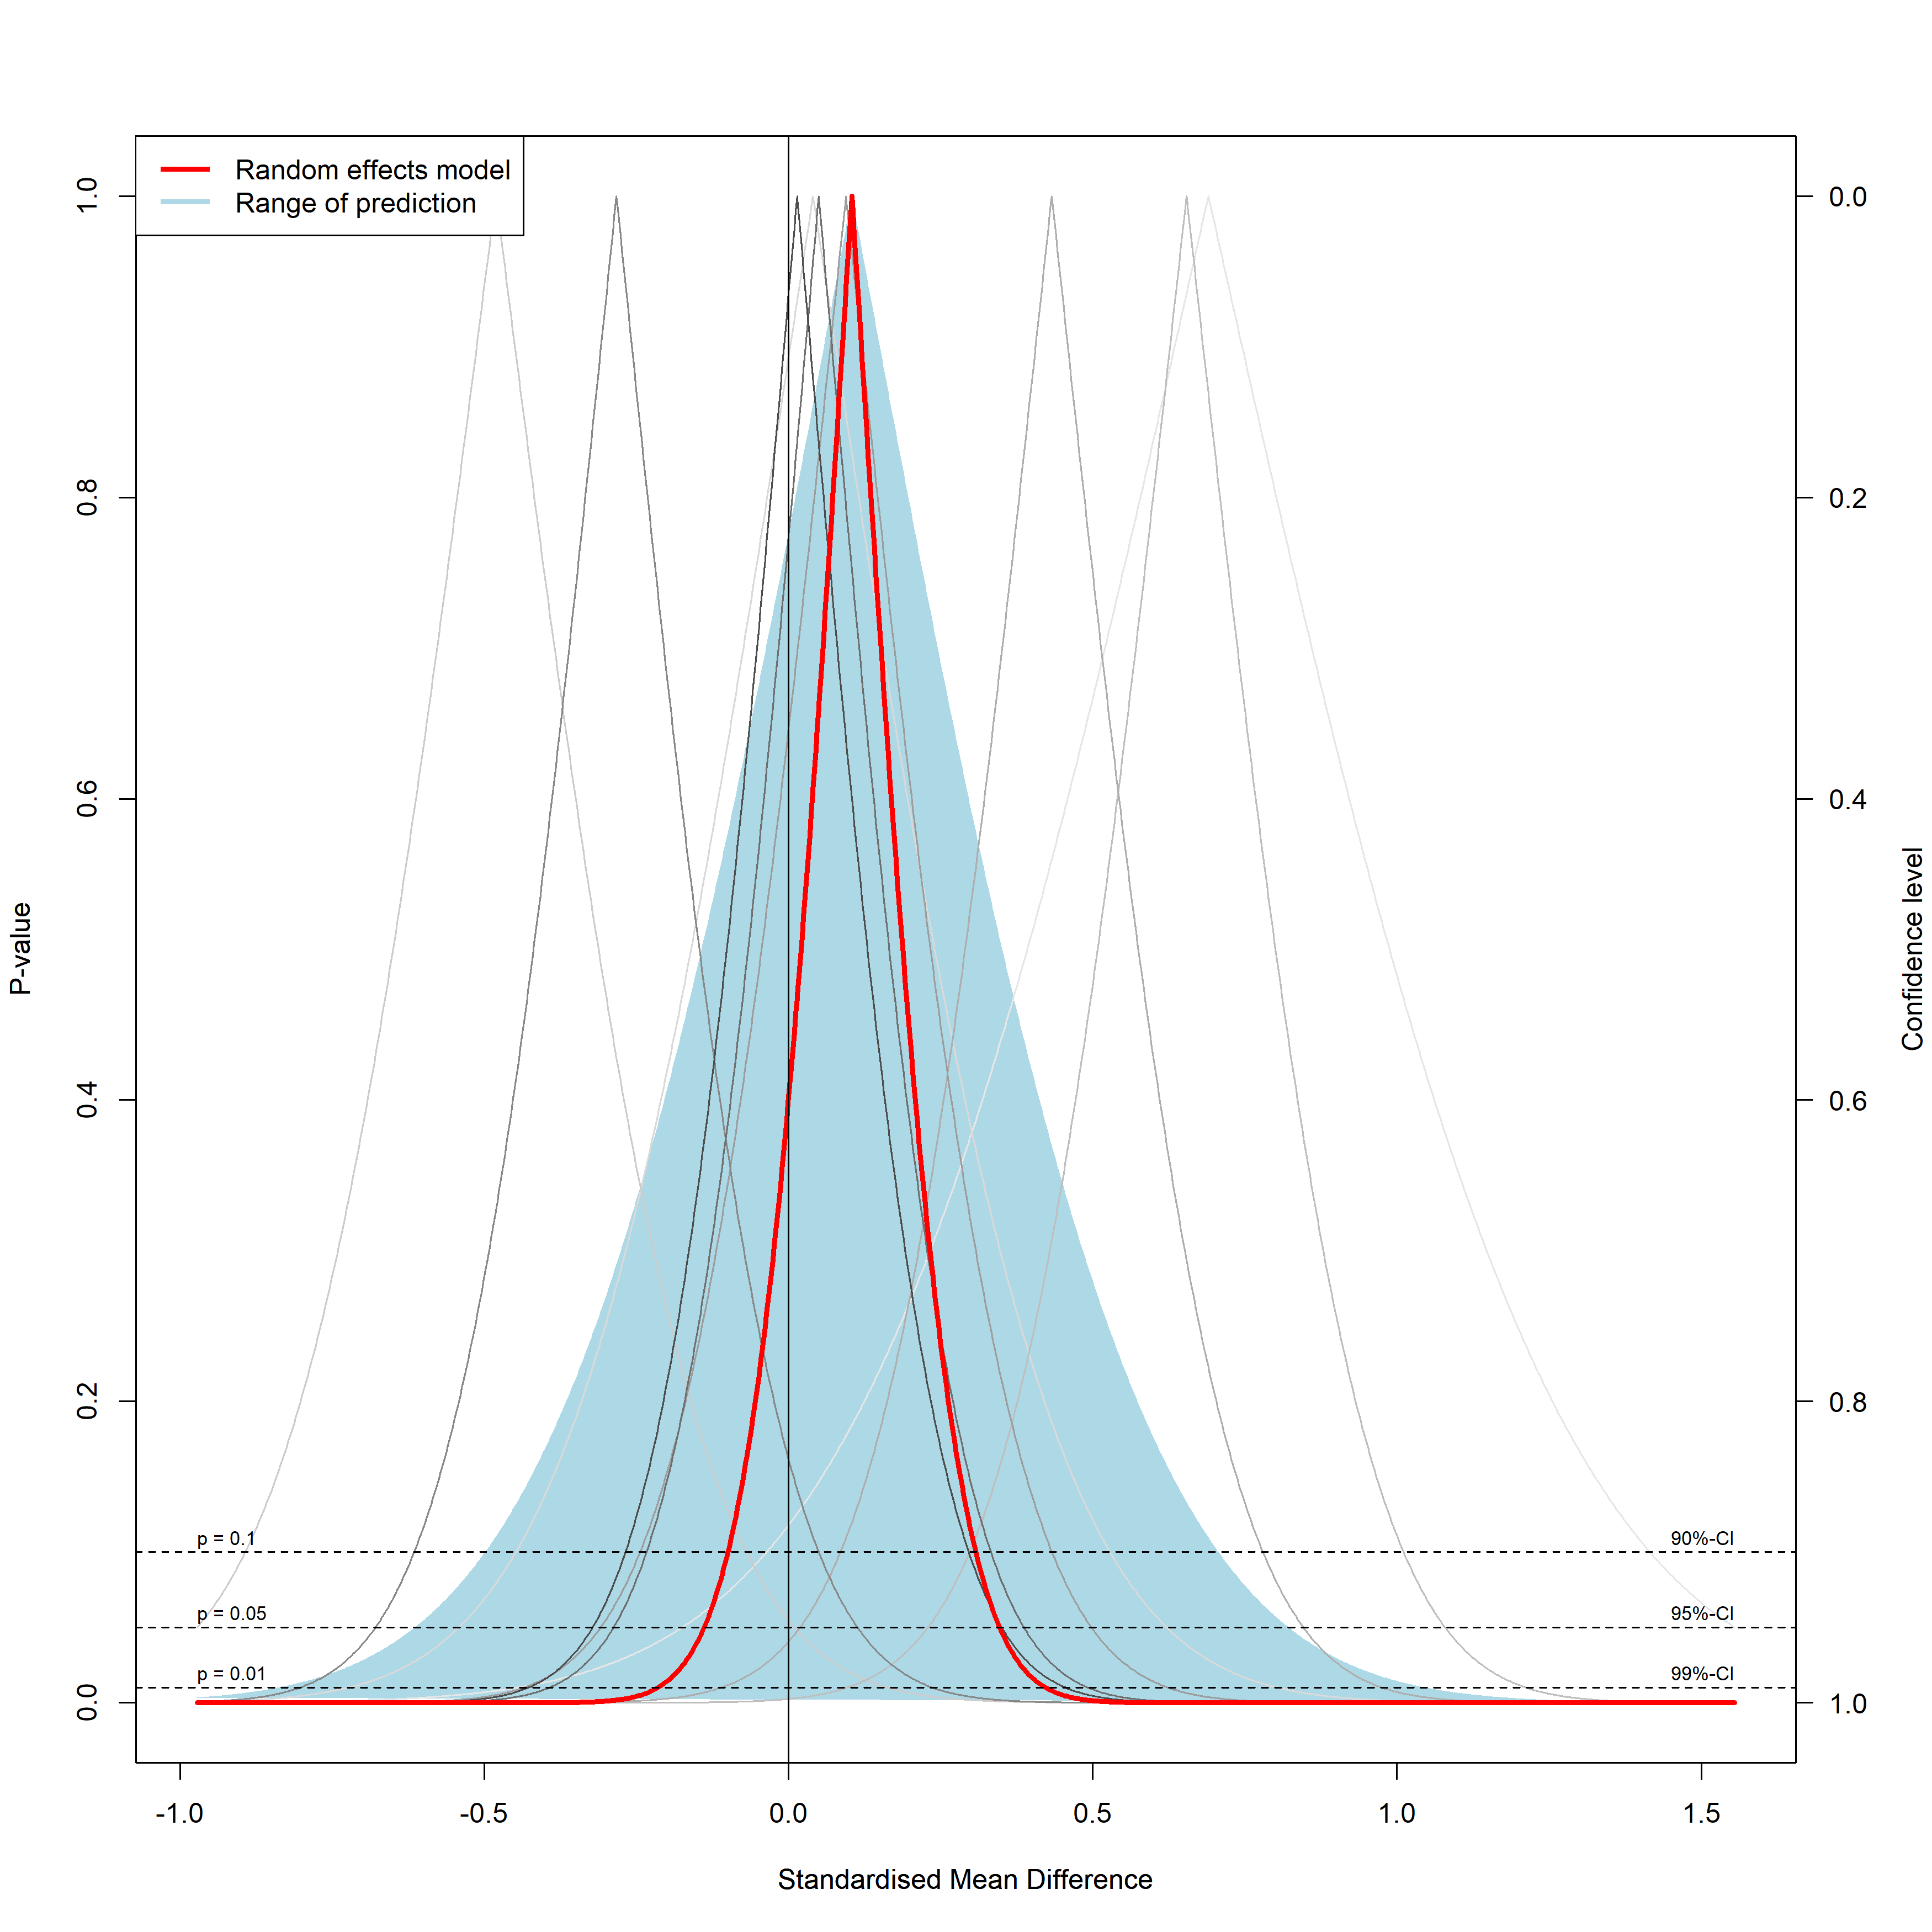 Random effects model
Range of prediction
1.0
0.8
0.6
0.4
0.2
0.0
P-value
0.0
0.2
0.4
0.6
0.8
1.0
Confidence level
p = 0.1
90%-CI
p = 0.05
95%-CI
p = 0.01
99%-CI
-1.0
-0.5
0.0
0.5
1.0
1.5
Standardised Mean Difference